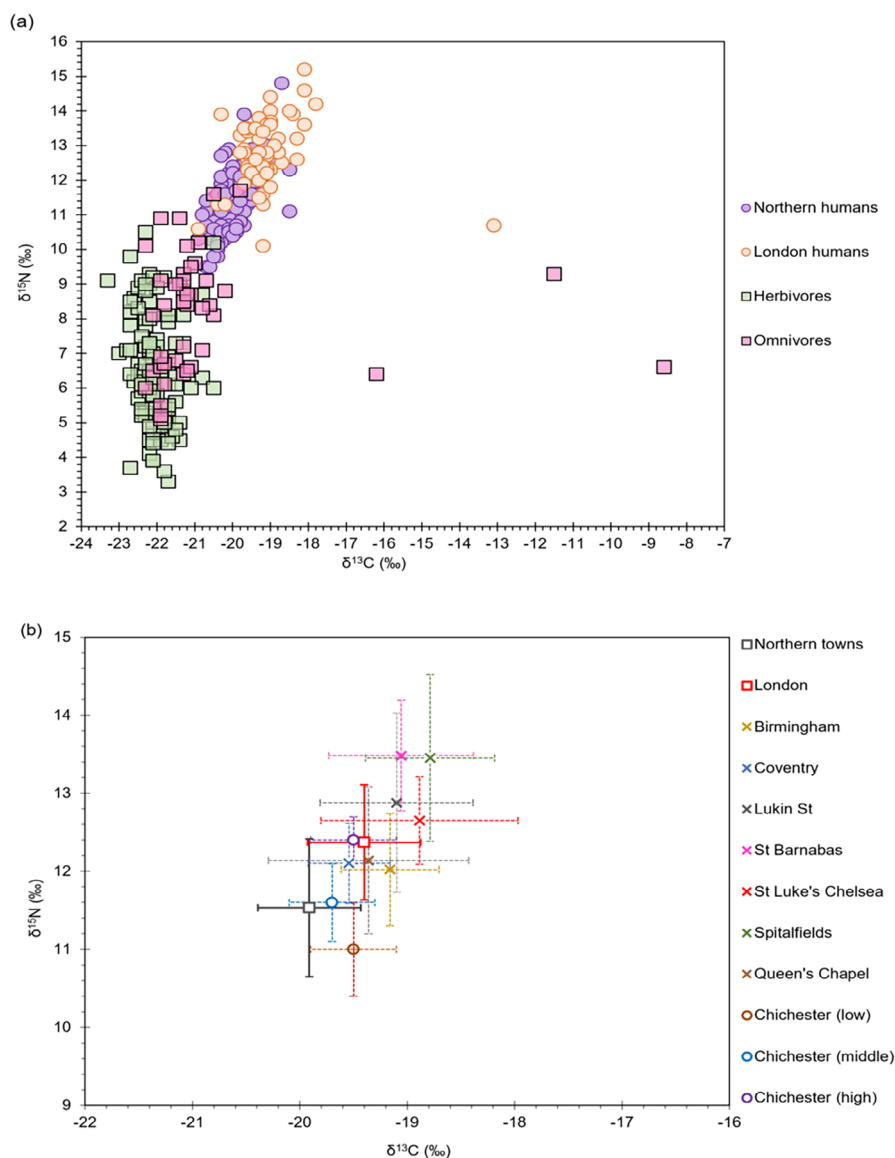 (a)
16
15
14
13
12
11
10
9
8
7
6
5
4
3
2
δ15N (‰)
-24 -23 -22 -21 -20 -19 -18 -17 -16 -15 -14 -13 -12 -11 -10 -9 -8 -7
δ13C (‰)
Northern humans
London humans
Herbivores
Omnivores
(b)
15
14
13
12
11
10
9
δ15N (‰)
-22 -21 -20 -19 -18 -17 -16
δ13C (‰)
Northern towns
London
Birmingham
Coventry
Lukin St
St Barnabas
St Luke's Chelsea
Spitalfields
Queen's Chapel
Chichester (low)
Chichester (middle)
Chichester (high)